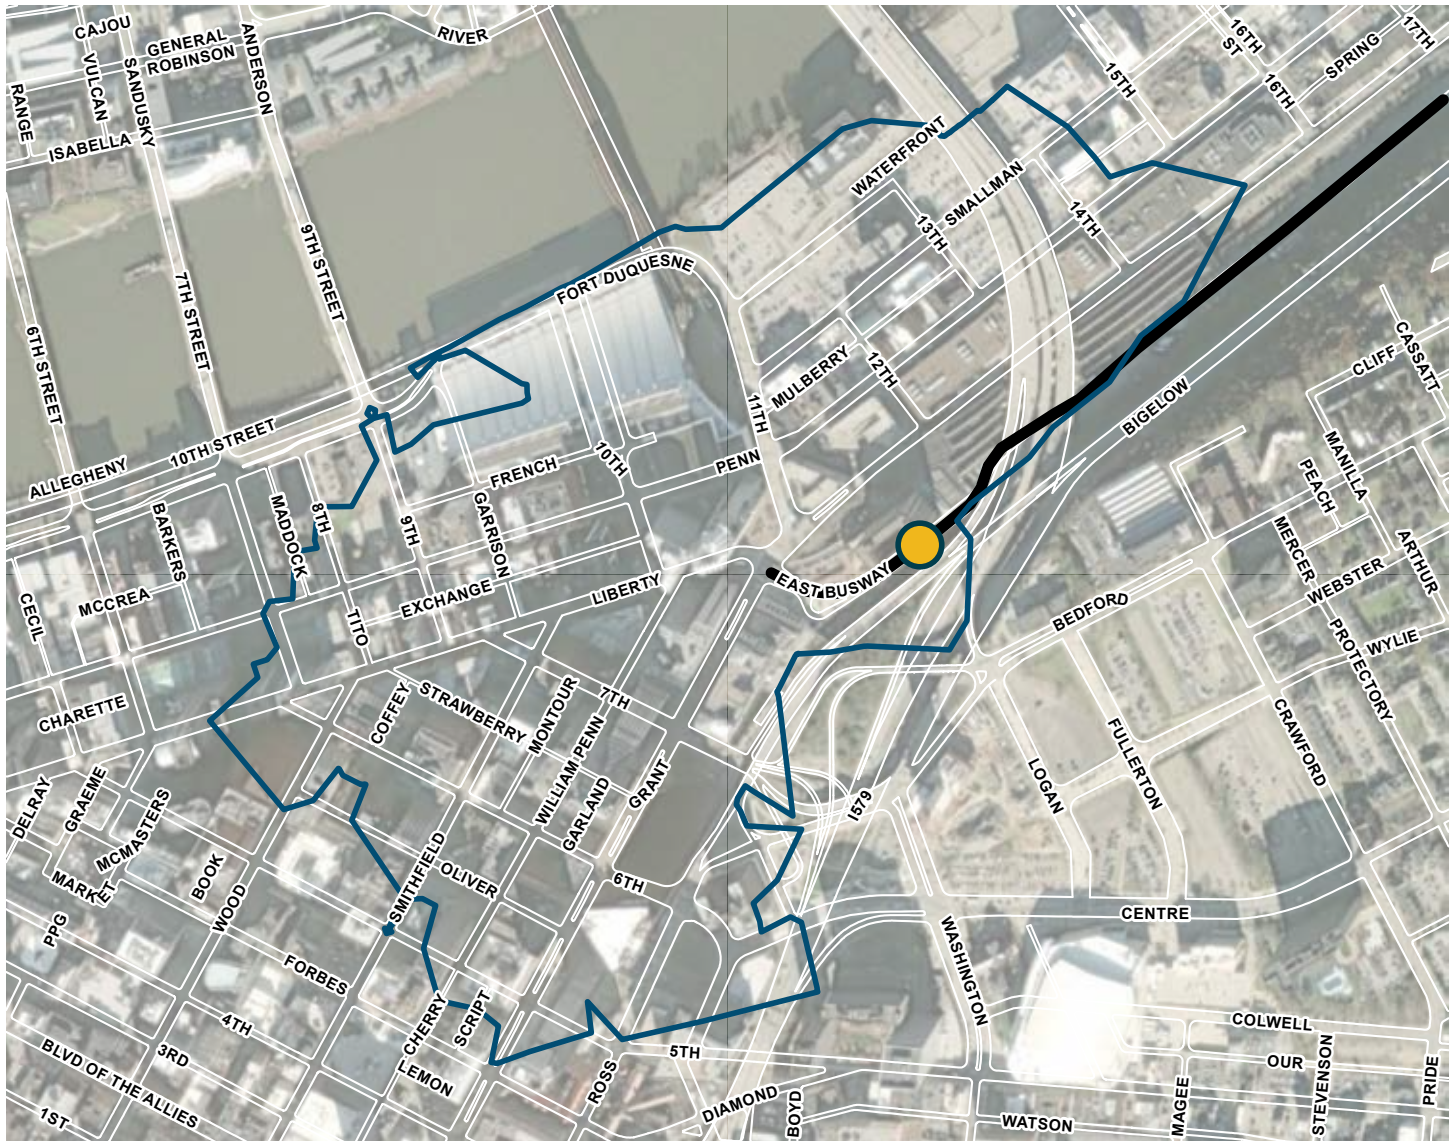 CAJOU
GENERAL
ROBINSON
VULCAN
SANDUSKY
ANDERSON
RANGE
ISABELLA
RIVER
16TH
ST
17TH
SPRING
15TH
16TH
WATERFRONT
SMALLMAN
13TH
14TH
9TH STREET
7TH STREET
6TH STREET
FORT DUQUESNE
MULBERRY
12TH
11TH
CASSATT
CLIFF
BIGELOW
10TH STREET
ALLEGHENY
FRENCH
10TH
PENN
MANILLA
PEACH
BARKERS
MADDOCK
8TH
9TH
GARRISON
MERCER
ARTHUR
WEBSTER
EAST BUSWAY
LIBERTY
EXCHANGE
MCCREA
CECIL
TITO
BEDFORD
WYLIE
PROTECTORY
CHARETTE
COFFEY
STRAWBERRY
MONTOUR
7TH
WILLIAM PENN
GARLAND
GRANT
I579
LOGAN
FULLERTON
CRAWFORD
DELRAY
GRAEME
MCMASTERS
MARKET
BOOK
WOOD
SMITHFIELD
OLIVER
6TH
CENTRE
WASHINGTON
PPG
FORBES
CHERRY
SCRIPT
4TH
3RD
BLVD OF THE ALLIES
1ST
LEMON
ROSS
5TH
DIAMOND
BOYD
COLWELL
OUR
WATSON
MAGEE
STEVENSON
PRIDE